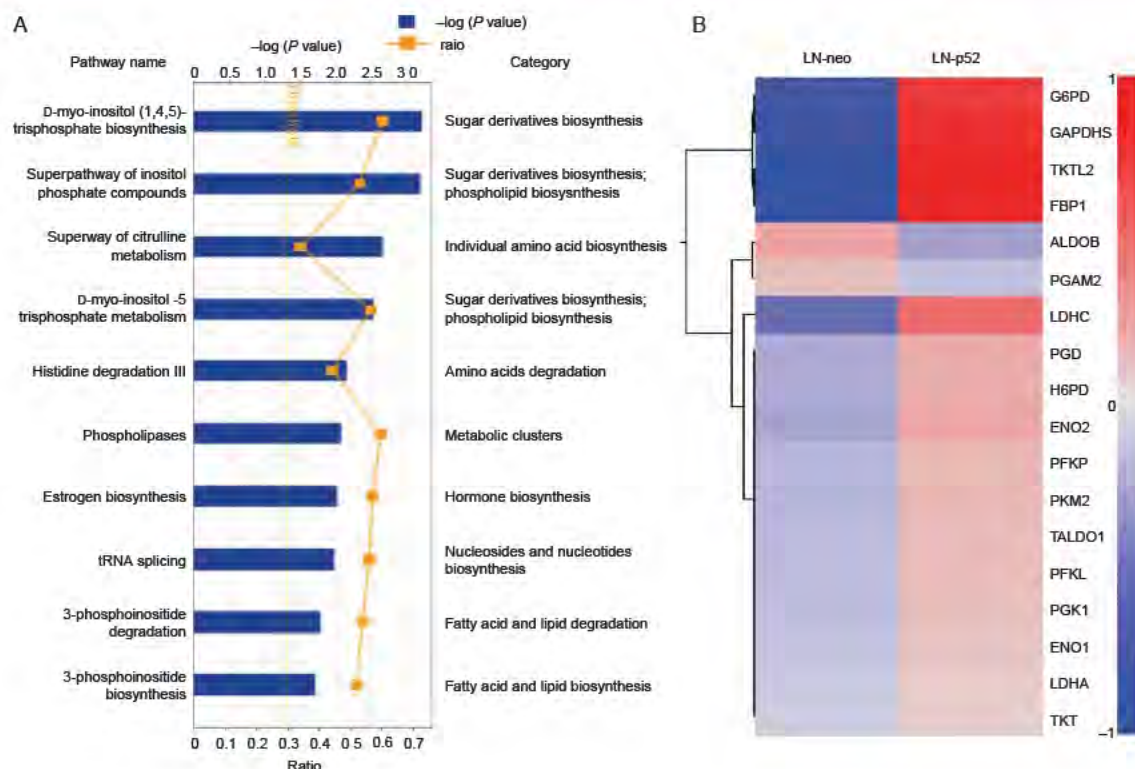 A
–log (P value)
raio
–log (P value)
Pathway name
Category
0 0.5 1.0 1.5 2.0 2.5 3.0
D-myo-inositol (1,4,5)-
trisphosphate biosynthesis
Sugar derivatives biosynthesis
Superpathway of inositol
phosphate compounds
Sugar derivatives biosynthesis;
phospholipid biosysnthesis
Superway of citrulline
metabolism
Individual amino acid biosynthesis
D-myo-inositol -5
trisphosphate metabolism
Sugar derivatives biosynthesis;
phospholipid biosynthesis
Histidine degradation III
Amino acids degradation
Phospholipases
Metabolic clusters
Estrogen biosynthesis
Hormone biosynthesis
tRNA splicing
Nucleosides and nucleotides
biosynthesis
3-phosphoinositide
degradation
Fatty acid and lipid degradation
3-phosphoinositide
biosynthesis
Fatty acid and lipid biosynthesis
0 0.1 0.2 0.3 0.4 0.5 0.6 0.7
Ratio
B
LN-neo LN-p52
G6PD
GAPDHS
TKTL2
FBP1
ALDOB
PGAM2
LDHC
PGD
H6PD
ENO2
PFKP
PKM2
TALDO1
PFKL
PGK1
ENO1
LDHA
TKT
1
0
–1